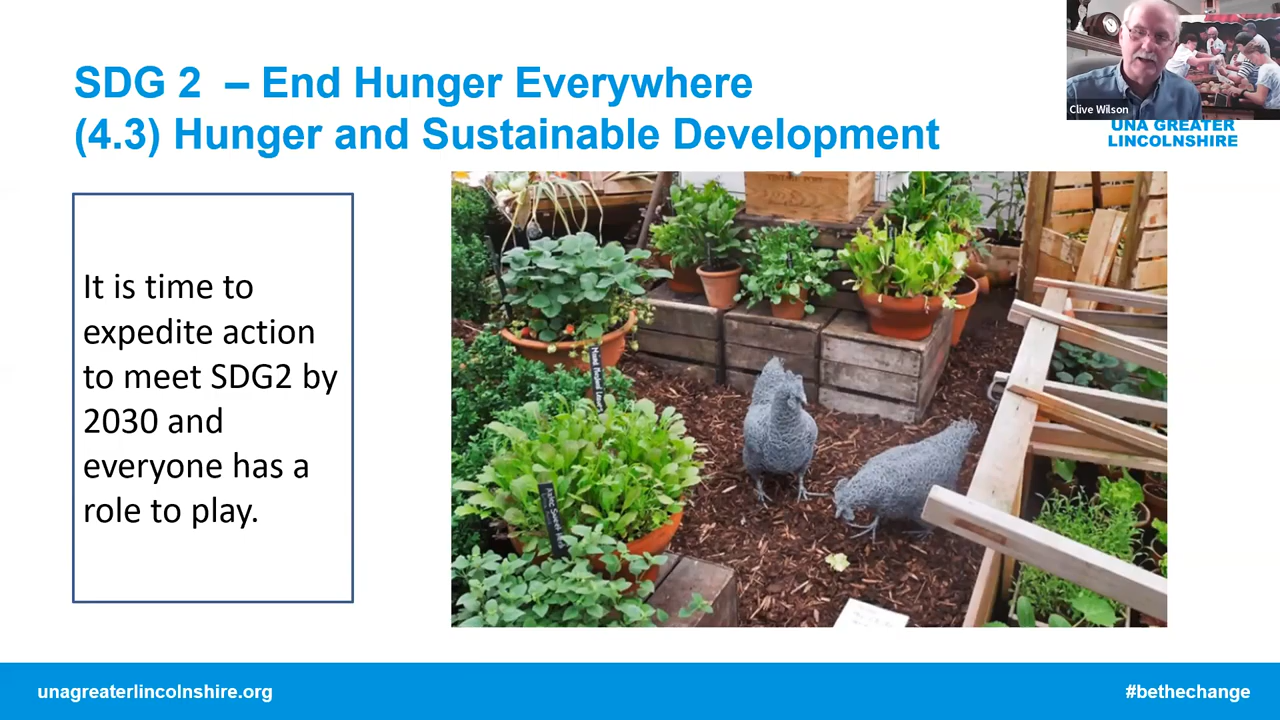 SDG 2 – End Hunger Everywhere
(4.3) Hunger and Sustainable Development
Clive Wilson
UNA GREATER
LINCOLNSHIRE
It is time to
expedite action
to meet SDG2 by
2030 and
everyone has a
role to play.
unagreaterlincolnshire.org
#bethechange